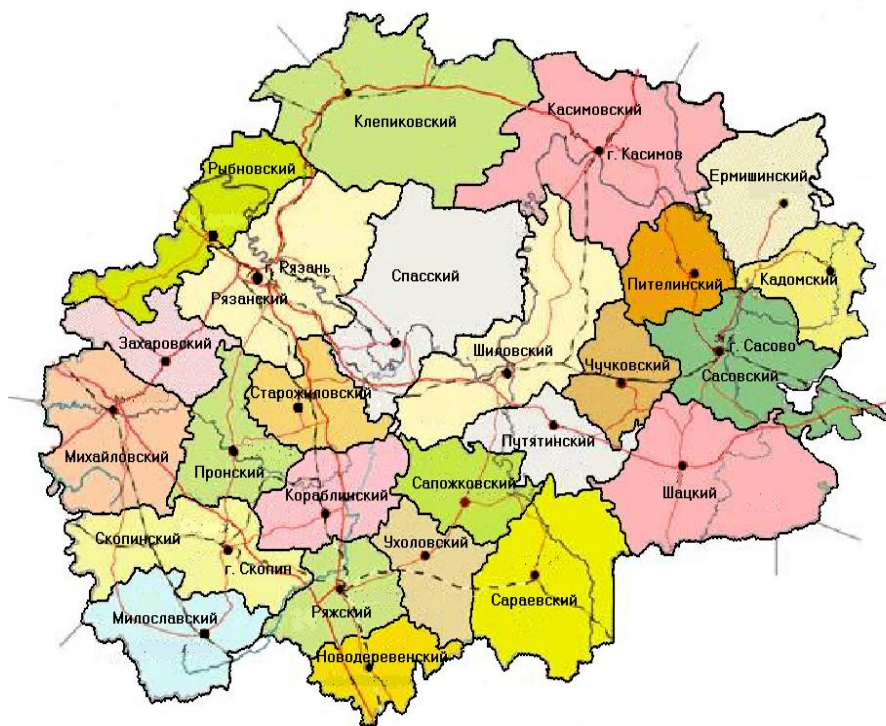 Касимовский
Клепиковский
г. Касимов
Рыбновский
Ермишинский
г. Рязань
Спасский
Пителинский
Кадомский
Рязанский
Захаровский
Шиловский
г. Сасово
Чучковский
Сасовский
Старожиловский
Путятинский
Михайловский
Пронский
Кораблинский
Сапожковский
Шацкий
Скопинский
Ухоловский
г. Скопин
Сараевский
Милославский
Ряжский
Новодеревенский